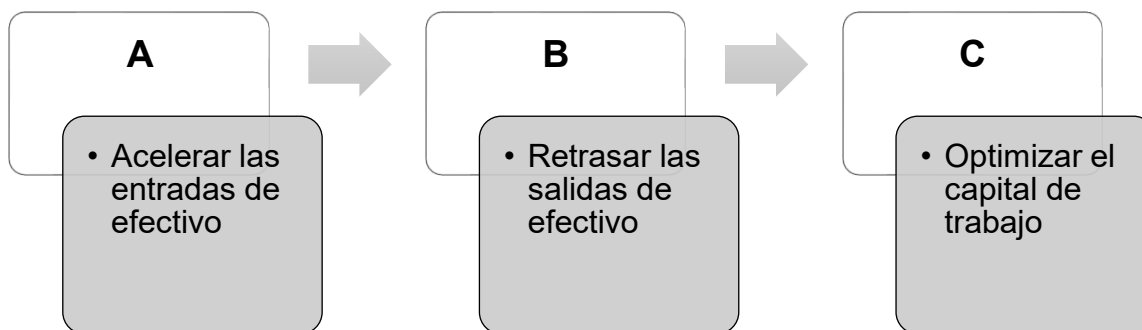 A
• Acelerar las
entradas de
efectivo
B
• Retrasar las
salidas de
efectivo
C
• Optimizar el
capital de
trabajo